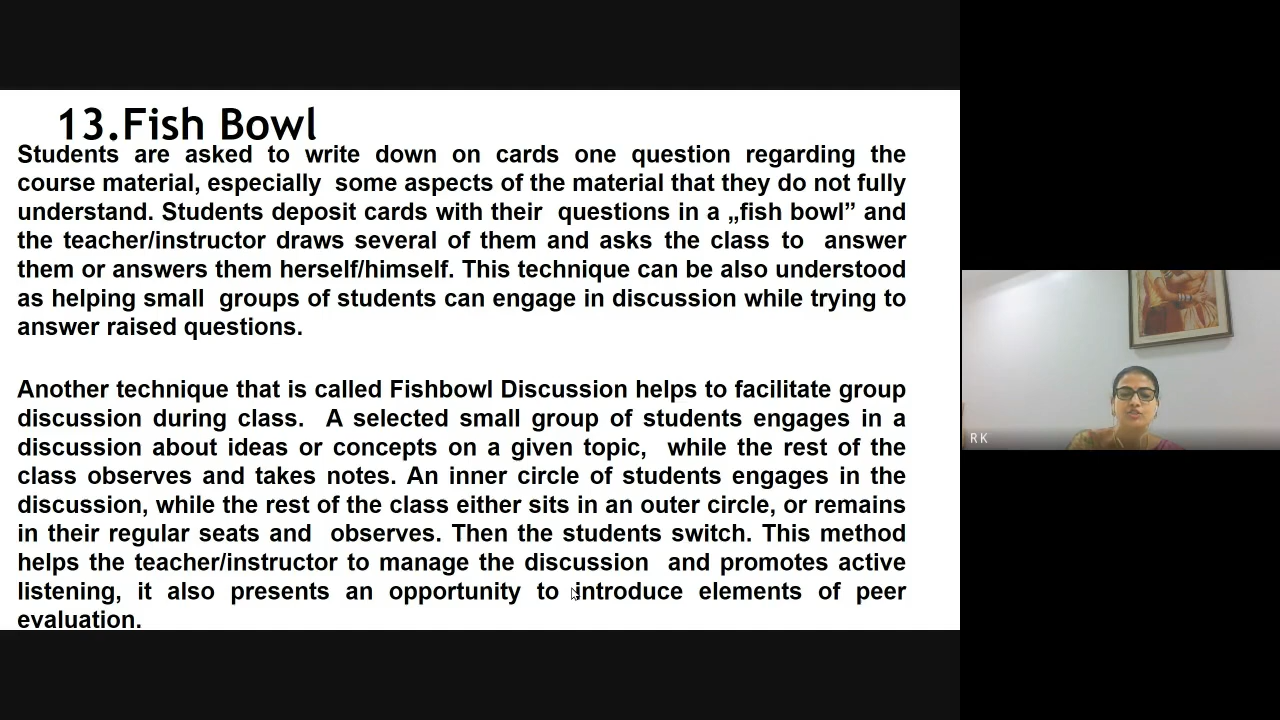 13.Fish Bowl
Students are asked to write down on cards one question regarding the
course material, especially some aspects of the material that they do not fully
understand. Students deposit cards with their questions in a „fish bowl” and
the teacher/instructor draws several of them and asks the class to answer
them or answers them herself/himself. This technique can be also understood
as helping small groups of students can engage in discussion while trying to
answer raised questions.
Another technique that is called Fishbowl Discussion helps to facilitate group
discussion during class. A selected small group of students engages in a
discussion about ideas or concepts on a given topic, while the rest of the
class observes and takes notes. An inner circle of students engages in the
discussion, while the rest of the class either sits in an outer circle, or remains
in their regular seats and observes. Then the students switch. This method
helps the teacher/instructor to manage the discussion and promotes active
listening, it also presents an opportunity to introduce elements of peer
evaluation.
R K